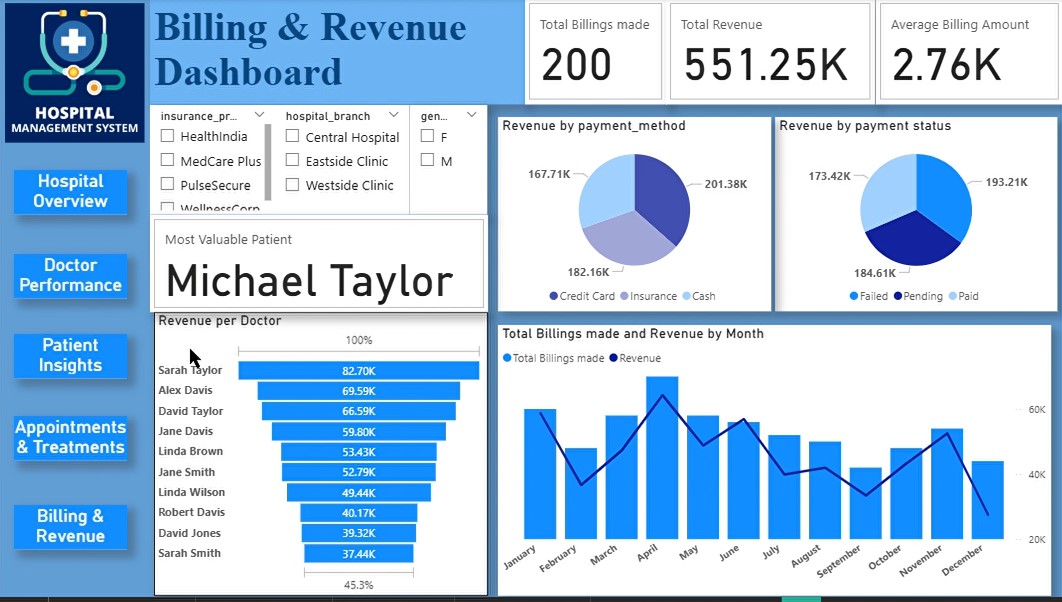 HOSPITAL
MANAGEMENT SYSTEM
Billing & Revenue
Dashboard
Total Billings made
200
Total Revenue
551.25K
Average Billing Amount
2.76K
insurance_pr...
HealthIndia
MedCare Plus
PulseSecure
WellnessCorp
hospital_branch
Central Hospital
Eastside Clinic
Westside Clinic
gen...
F
M
Hospital
Overview
Doctor
Performance
Patient
Insights
Appointments
& Treatments
Billing &
Revenue
Most Valuable Patient
Michael Taylor
Revenue per Doctor
100%
Sarah Taylor 82.70K
Alex Davis 69.59K
David Taylor 66.59K
Jane Davis 59.80K
Linda Brown 53.43K
Jane Smith 52.79K
Linda Wilson 49.44K
Robert Davis 40.17K
David Jones 39.32K
Sarah Smith 37.44K
45.3%
Revenue by payment_method
167.71K
201.38K
182.16K
Credit Card Insurance Cash
Revenue by payment status
173.42K
193.21K
184.61K
Failed Pending Paid
Total Billings made and Revenue by Month
Total Billings made Revenue
60K
40K
20K
January February March April May June July August September October November December